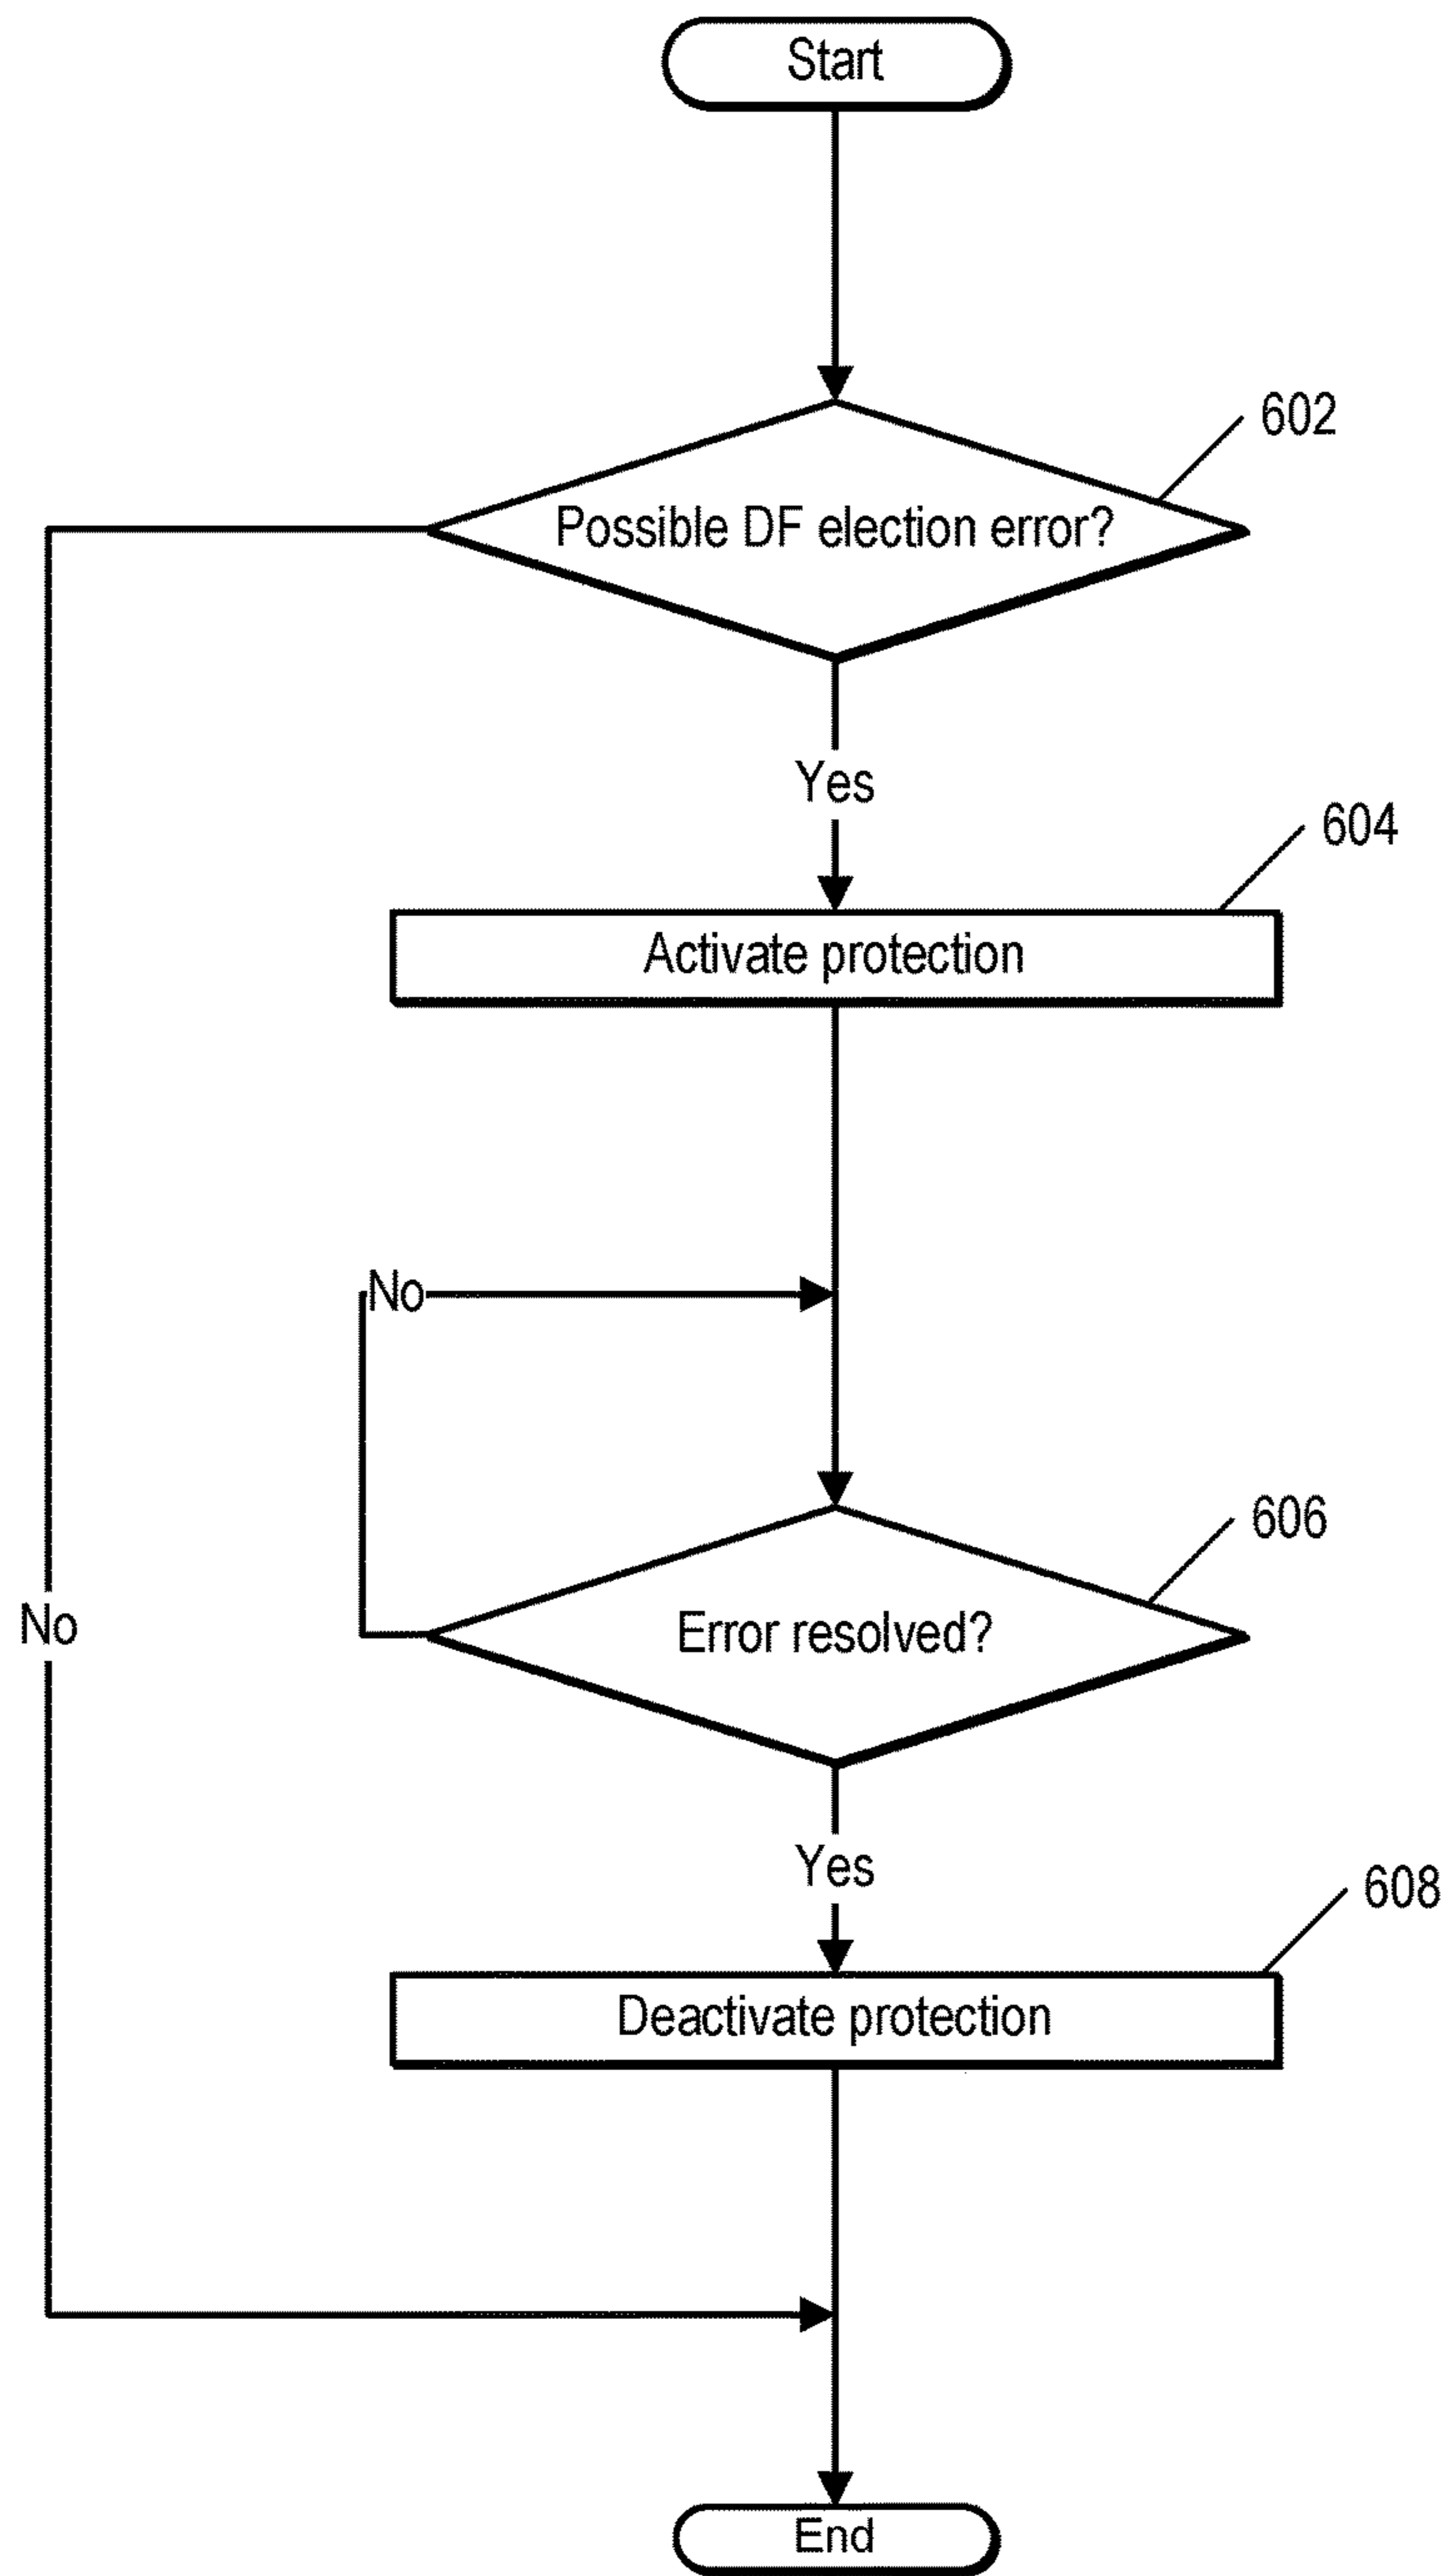 Start
602
Possible DF election error?
Yes
604
Activate protection
No
606
Error resolved?
No
Yes
608
Deactivate protection
End